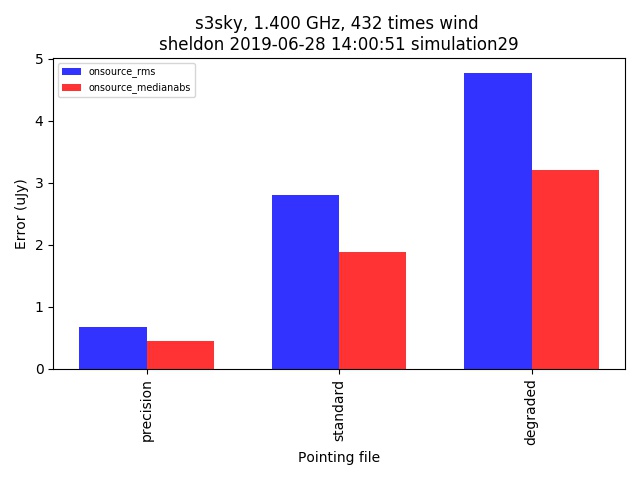 s3sky, 1.400 GHz, 432 times wind
sheldon 2019-06-28 14:00:51 simulation29
onsource_rms
onsource_medianabs
5
4
3
2
1
0
Error (uJy)
precision
standard
degraded
Pointing file